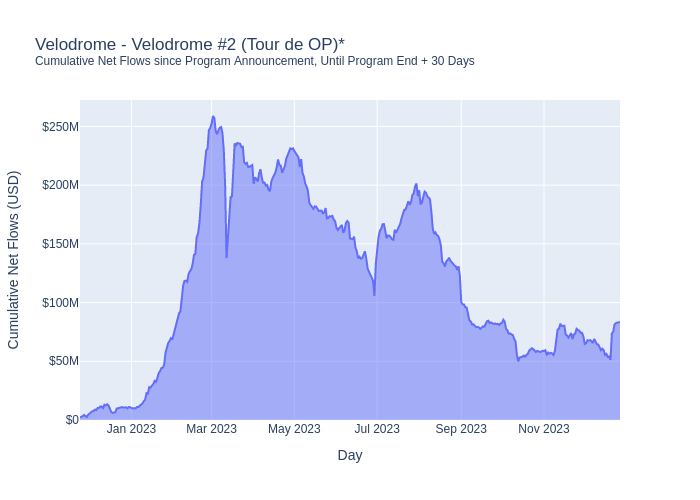 Velodrome - Velodrome #2 (Tour de OP)*
Cumulative Net Flows since Program Announcement, Until Program End + 30 Days
Cumulative Net Flows (USD)
$250M
$200M
$150M
$100M
$50M
$0
Jan 2023 Mar 2023 May 2023 Jul 2023 Sep 2023 Nov 2023
Day